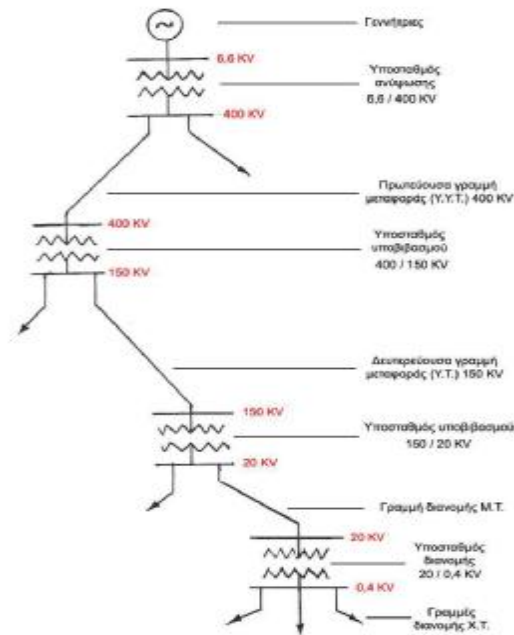 Γεννήτριες
6,6 KV
Υποσταθμός
ανύψωσης
6,6 / 400 KV
400 KV
Πρωτεύουσα γραμμή
μεταφοράς (Υ.Υ.Τ.) 400 KV
400 KV
Υποσταθμός
υποβιβασμού
400 / 150 KV
150 KV
Δευτερεύουσα γραμμή
μεταφοράς (Υ.Τ.) 150 KV
150 KV
Υποσταθμός υποβιβασμού
150 / 20 KV
20 KV
Γραμμή διανομής Μ.Τ.
20 KV
Υποσταθμός
διανομής
20 / 0,4 KV
0,4 KV
Γραμμές
διανομής Χ.Τ.